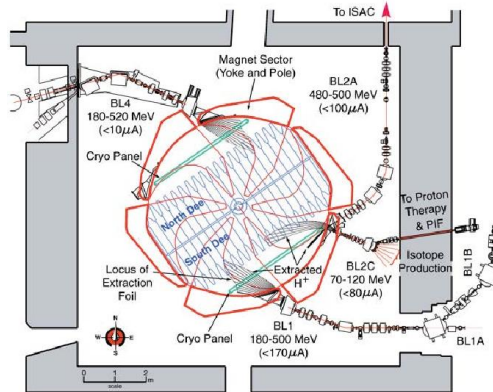 To ISAC
Magnet Sector
(Yoke and Pole)
BL4
180-520 MeV
(<10µA)
BL2A
480-500 MeV
(<100µA)
Cryo Panel
North Dee
South Dee
To Proton
Therapy
& PIF
Isotope
Production
BL1B
Locus of
Extraction
Foil
Extracted
H+
BL2C
70-120 MeV
(<80µA)
Cryo Panel
BL1
180-500 MeV
(<170µA)
BL1A
N
W
E
S
0 1 2
scale m